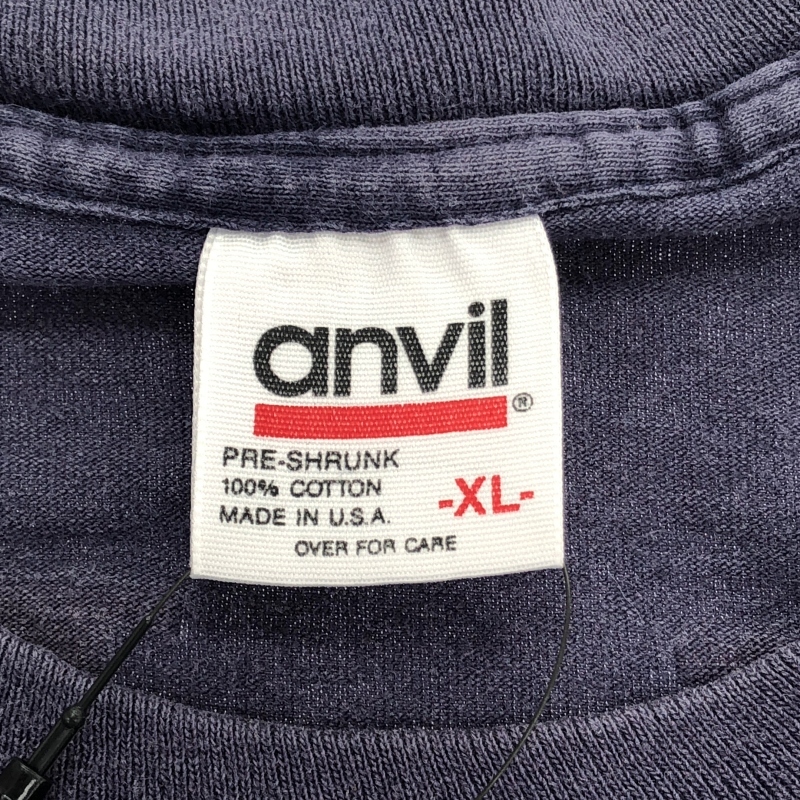 anvil®
PRE-SHRUNK
100% COTTON
MADE IN U.S.A.
-XL-
OVER FOR CARE